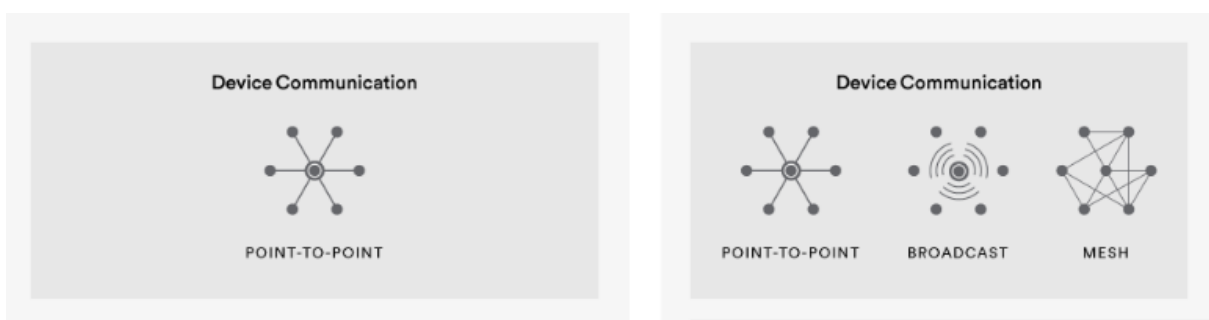 Device Communication
POINT-TO-POINT
Device Communication
POINT-TO-POINT
BROADCAST
MESH